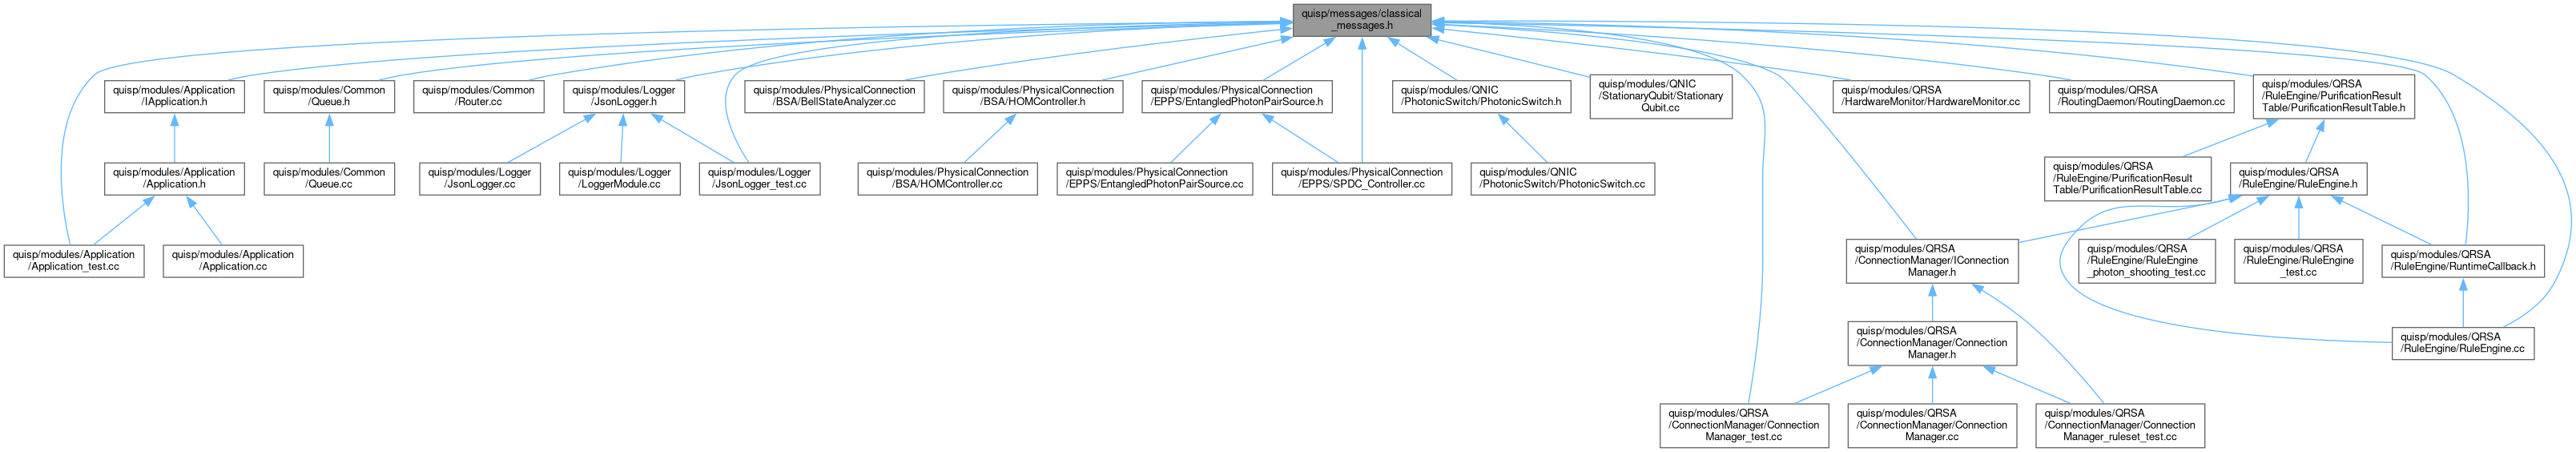 quisp/messages/classical
_messages.h
quisp/modules/Application
/IApplication.h
quisp/modules/Common
/Queue.h
quisp/modules/Common
/Router.cc
quisp/modules/Logger
/JsonLogger.h
quisp/modules/PhysicalConnection
/BSA/BellStateAnalyzer.cc
quisp/modules/PhysicalConnection
/BSA/HOMController.h
quisp/modules/PhysicalConnection
/EPPS/EntangledPhotonPairSource.h
quisp/modules/QNIC
/PhotonicSwitch/PhotonicSwitch.h
quisp/modules/QNIC
/StationaryQubit/Stationary
Qubit.cc
quisp/modules/QRSA
/HardwareMonitor/HardwareMonitor.cc
quisp/modules/QRSA
/RoutingDaemon/RoutingDaemon.cc
quisp/modules/QRSA
/RuleEngine/PurificationResult
Table/PurificationResultTable.h
quisp/modules/Application
/Application.h
quisp/modules/Common
/Queue.cc
quisp/modules/Logger
/JsonLogger.cc
quisp/modules/Logger
/LoggerModule.cc
quisp/modules/Logger
/JsonLogger_test.cc
quisp/modules/PhysicalConnection
/BSA/HOMController.cc
quisp/modules/PhysicalConnection
/EPPS/EntangledPhotonPairSource.cc
quisp/modules/PhysicalConnection
/EPPS/SPDC_Controller.cc
quisp/modules/QNIC
/PhotonicSwitch/PhotonicSwitch.cc
quisp/modules/QRSA
/RuleEngine/PurificationResult
Table/PurificationResultTable.cc
quisp/modules/QRSA
/RuleEngine/RuleEngine.h
quisp/modules/Application
/Application_test.cc
quisp/modules/Application
/Application.cc
quisp/modules/QRSA
/ConnectionManager/IConnection
Manager.h
quisp/modules/QRSA
/RuleEngine/RuleEngine
_photon_shooting_test.cc
quisp/modules/QRSA
/RuleEngine/RuleEngine
_test.cc
quisp/modules/QRSA
/RuleEngine/RuntimeCallback.h
quisp/modules/QRSA
/ConnectionManager/Connection
Manager.h
quisp/modules/QRSA
/RuleEngine/RuleEngine.cc
quisp/modules/QRSA
/ConnectionManager/Connection
Manager_test.cc
quisp/modules/QRSA
/ConnectionManager/Connection
Manager.cc
quisp/modules/QRSA
/ConnectionManager/Connection
Manager_ruleset_test.cc